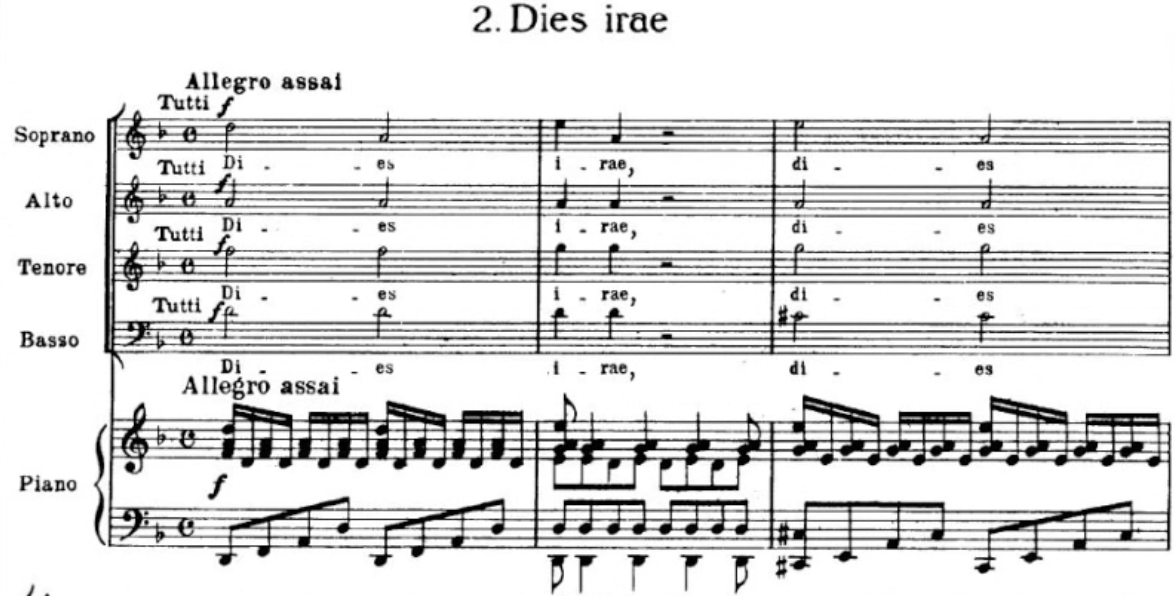 2. Dies irae
Allegro assai
Tutti f
Soprano
Di - - es i - rae, di - es
Tutti f
Alto
Di - - es i - rae, di - es
Tutti f
Tenore
Di - - es i - rae, di - es
Tutti f
Basso
Di - - es i - rae, di - es
Allegro assai
Piano
f